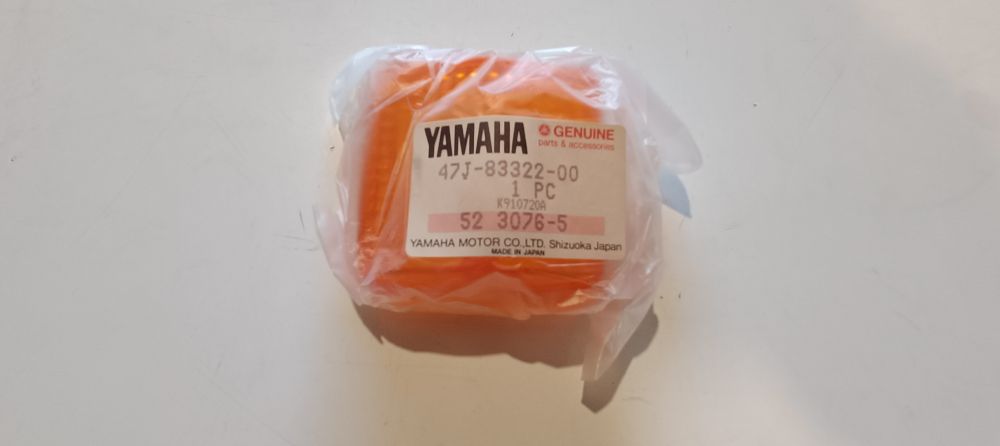 YAMAHA GENUINE
parts & accessories
47J-83322-00
1 PC
K910720A
52 3076-5
YAMAHA MOTOR CO.,LTD. Shizuoka Japan
MADE IN JAPAN